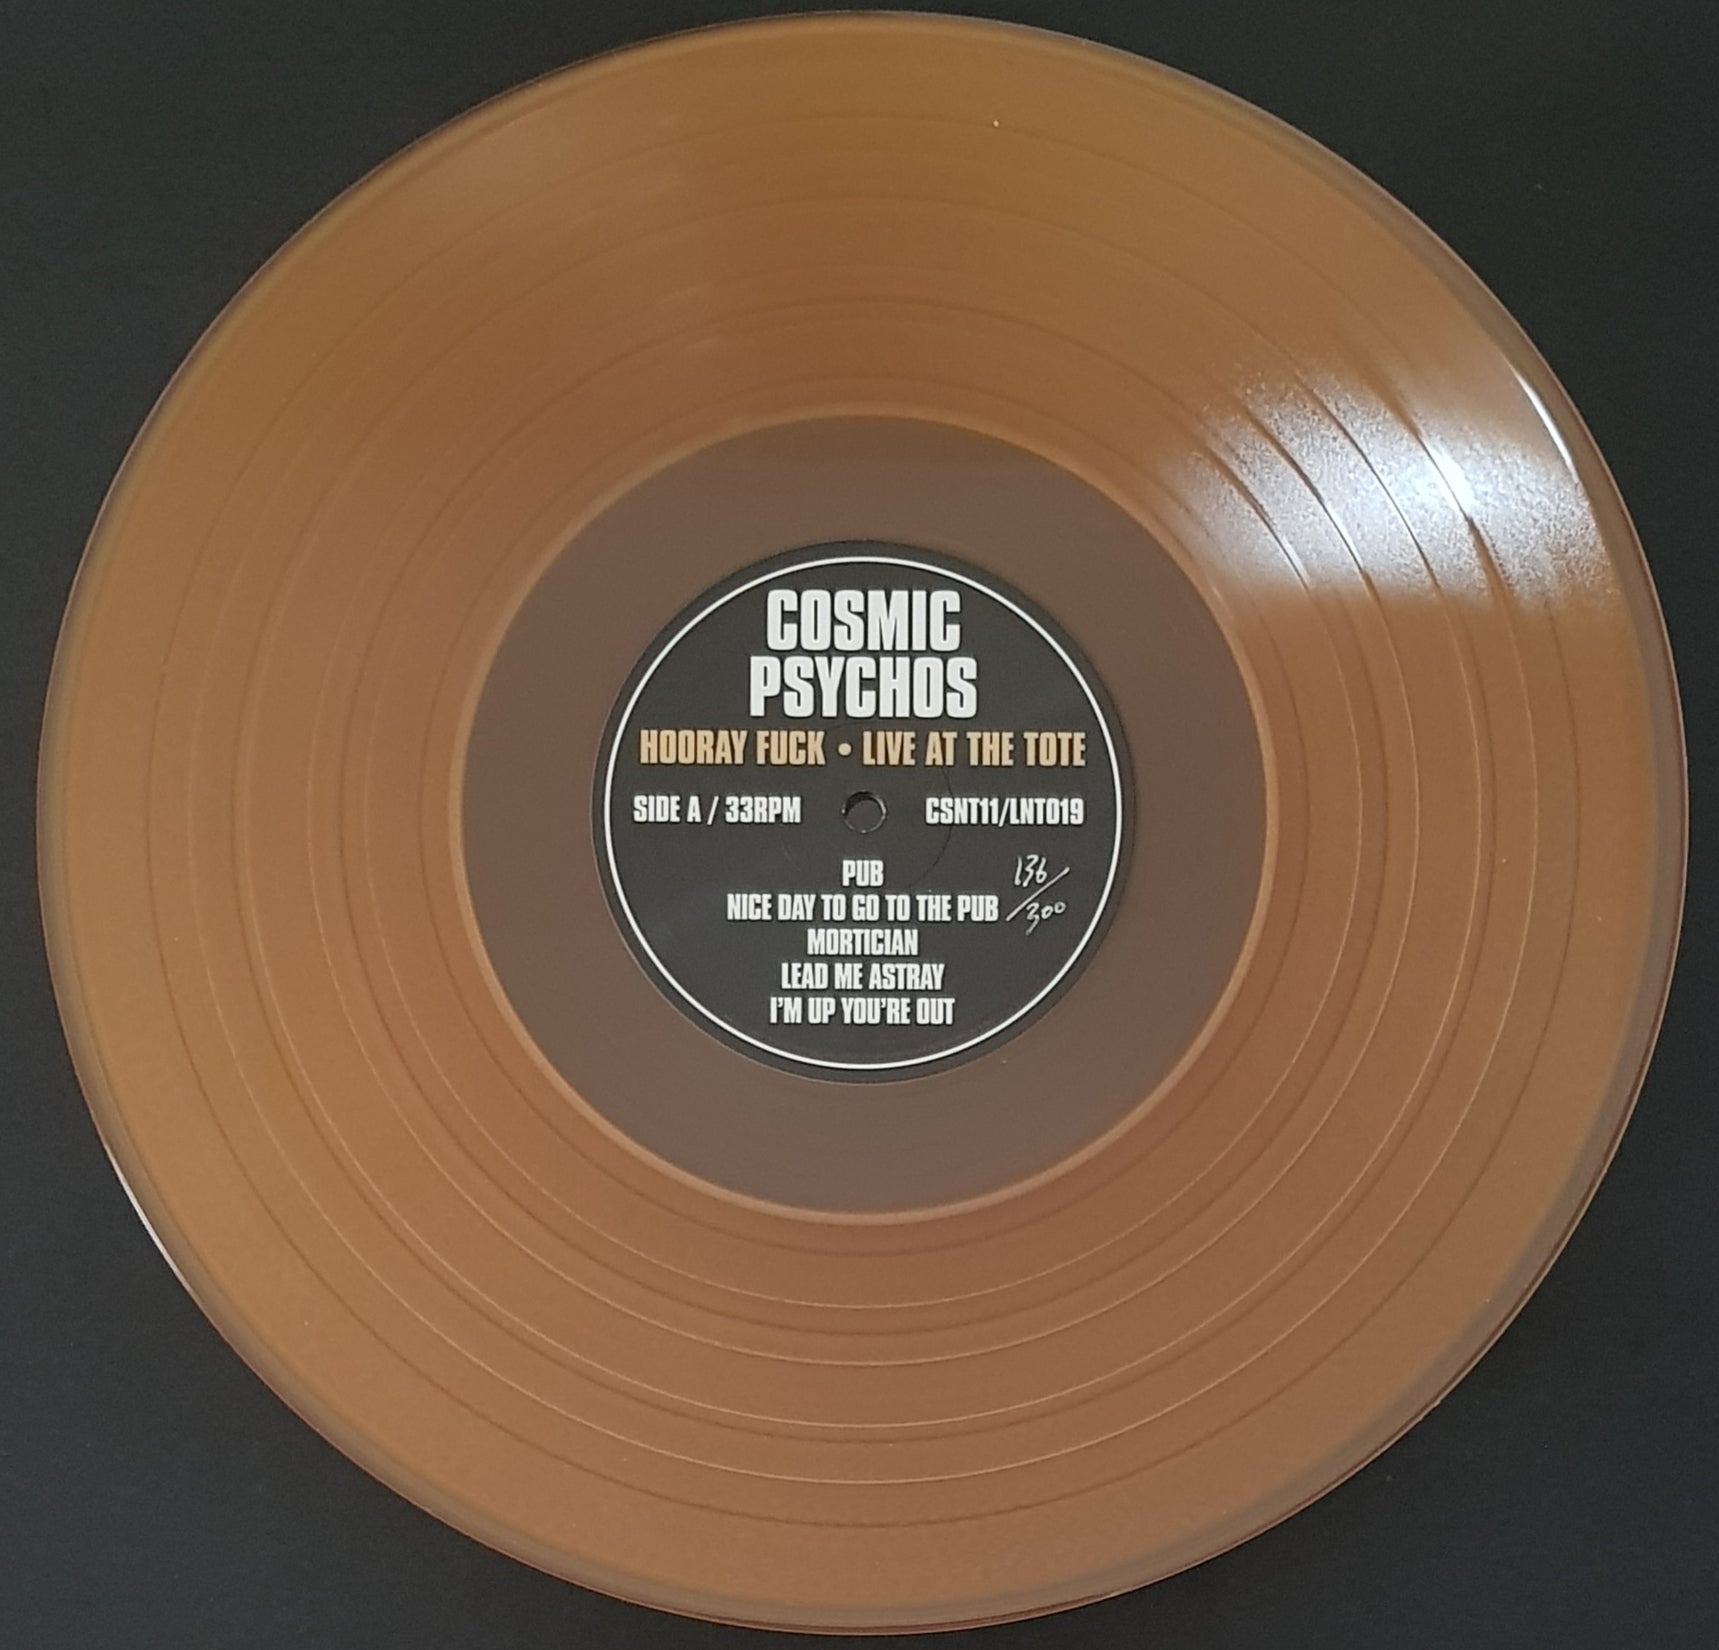 COSMIC
PSYCHOS
HOORAY FUCK • LIVE AT THE TOTE
SIDE A / 33RPM
CSNT11/LNT019
PUB
NICE DAY TO GO TO THE PUB
MORTICIAN
LEAD ME ASTRAY
I'M UP YOU'RE OUT
136/300